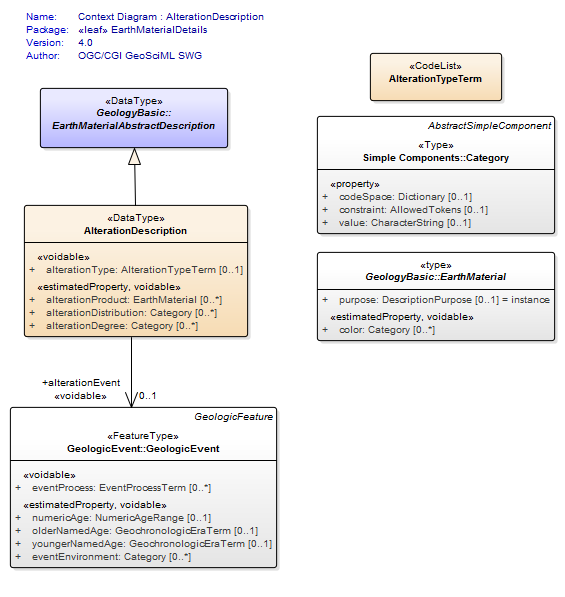 Name: Context Diagram : AlterationDescription
Package: «leaf» EarthMaterialDetails
Version: 4.0
Author: OGC/CGI GeoSciML SWG
«CodeList»
AlterationTypeTerm
«DataType»
GeologyBasic::
EarthMaterialAbstractDescription
AbstractSimpleComponent
«Type»
Simple Components::Category
«property»
+ codeSpace: Dictionary [0..1]
+ constraint: AllowedTokens [0..1]
+ value: CharacterString [0..1]
«DataType»
AlterationDescription
«voidable»
+ alterationType: AlterationTypeTerm [0..1]
«estimatedProperty, voidable»
+ alterationProduct: EarthMaterial [0..*]
+ alterationDistribution: Category [0..*]
+ alterationDegree: Category [0..*]
«type»
GeologyBasic::EarthMaterial
+ purpose: DescriptionPurpose [0..1] = instance
«estimatedProperty, voidable»
+ color: Category [0..*]
+alterationEvent
«voidable» 0..1
GeologicFeature
«FeatureType»
GeologicEvent::GeologicEvent
«voidable»
+ eventProcess: EventProcessTerm [0..*]
«estimatedProperty, voidable»
+ numericAge: NumericAgeRange [0..1]
+ olderNamedAge: GeochronologicEraTerm [0..1]
+ youngerNamedAge: GeochronologicEraTerm [0..1]
+ eventEnvironment: Category [0..*]